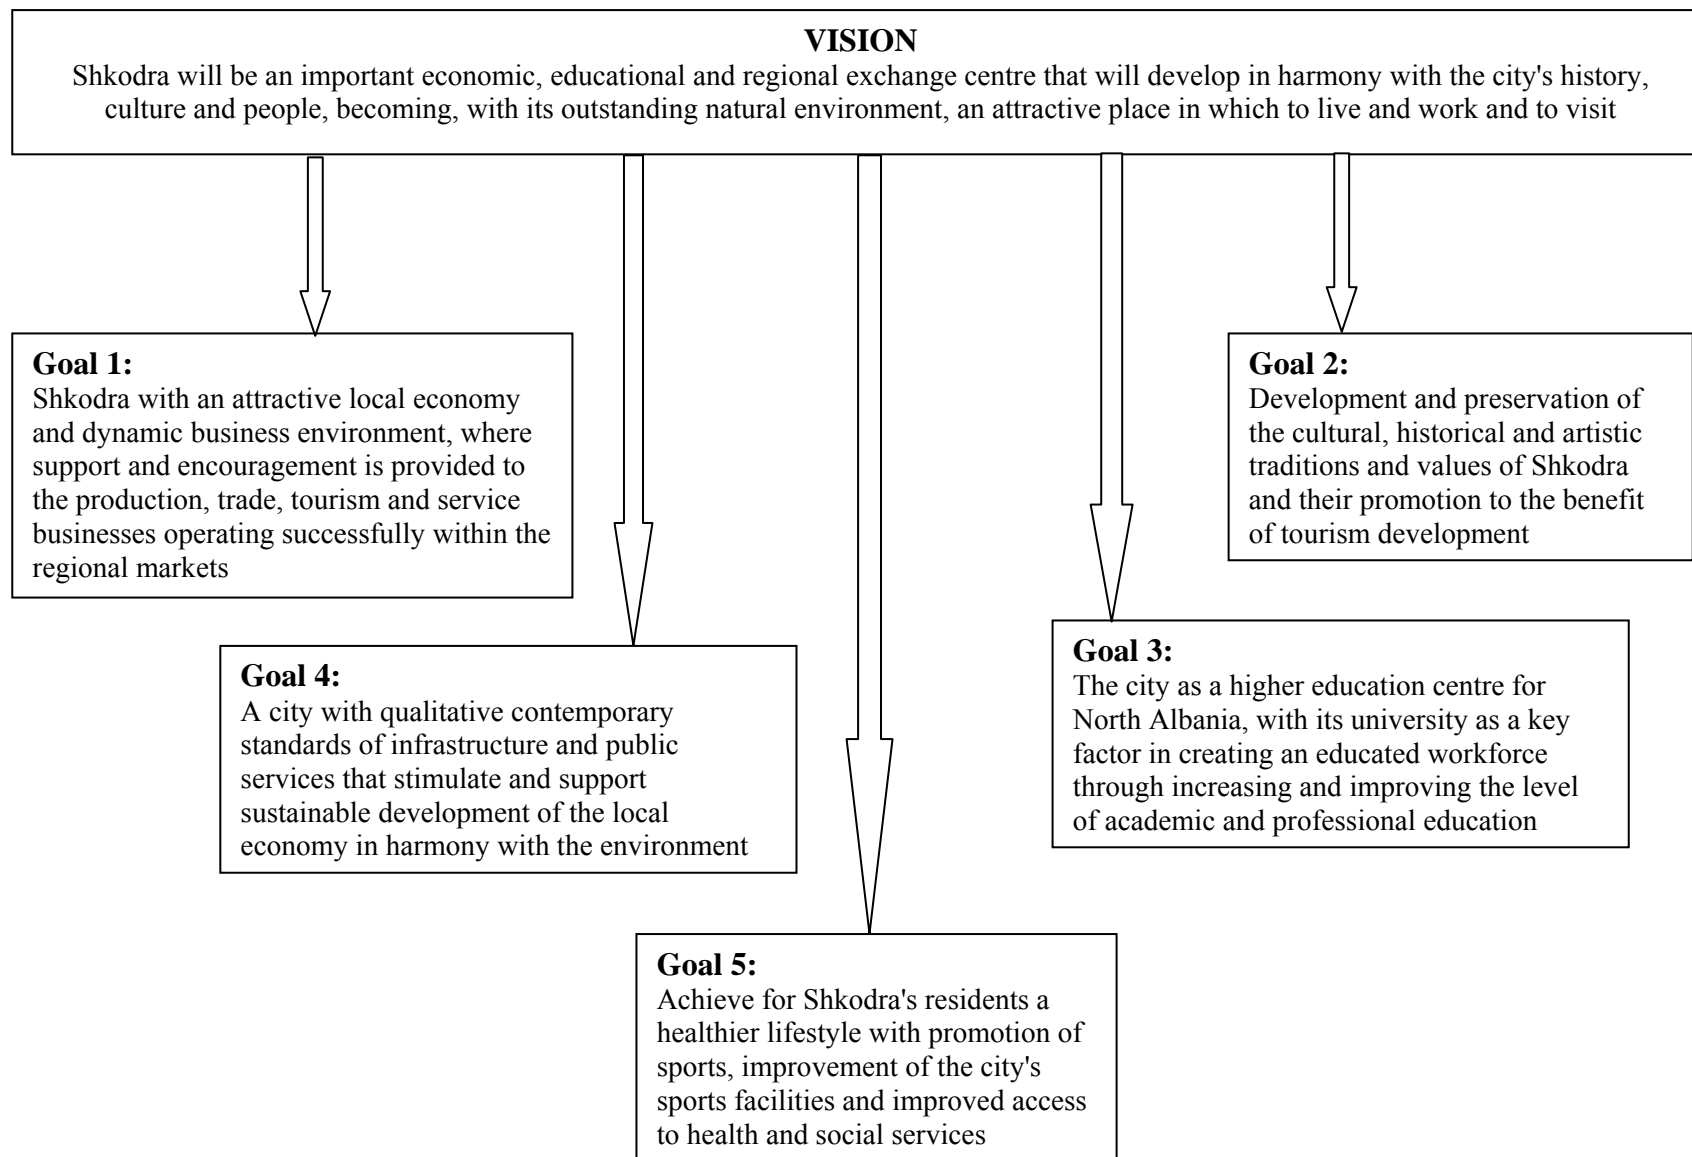 VISION
Shkodra will be an important economic, educational and regional exchange centre that will develop in harmony with the city's history,
culture and people, becoming, with its outstanding natural environment, an attractive place in which to live and work and to visit
Goal 1:
Shkodra with an attractive local economy
and dynamic business environment, where
support and encouragement is provided to
the production, trade, tourism and service
businesses operating successfully within the
regional markets
Goal 2:
Development and preservation of
the cultural, historical and artistic
traditions and values of Shkodra
and their promotion to the benefit
of tourism development
Goal 4:
A city with qualitative contemporary
standards of infrastructure and public
services that stimulate and support
sustainable development of the local
economy in harmony with the environment
Goal 3:
The city as a higher education centre for
North Albania, with its university as a key
factor in creating an educated workforce
through increasing and improving the level
of academic and professional education
Goal 5:
Achieve for Shkodra's residents a
healthier lifestyle with promotion of
sports, improvement of the city's
sports facilities and improved access
to health and social services